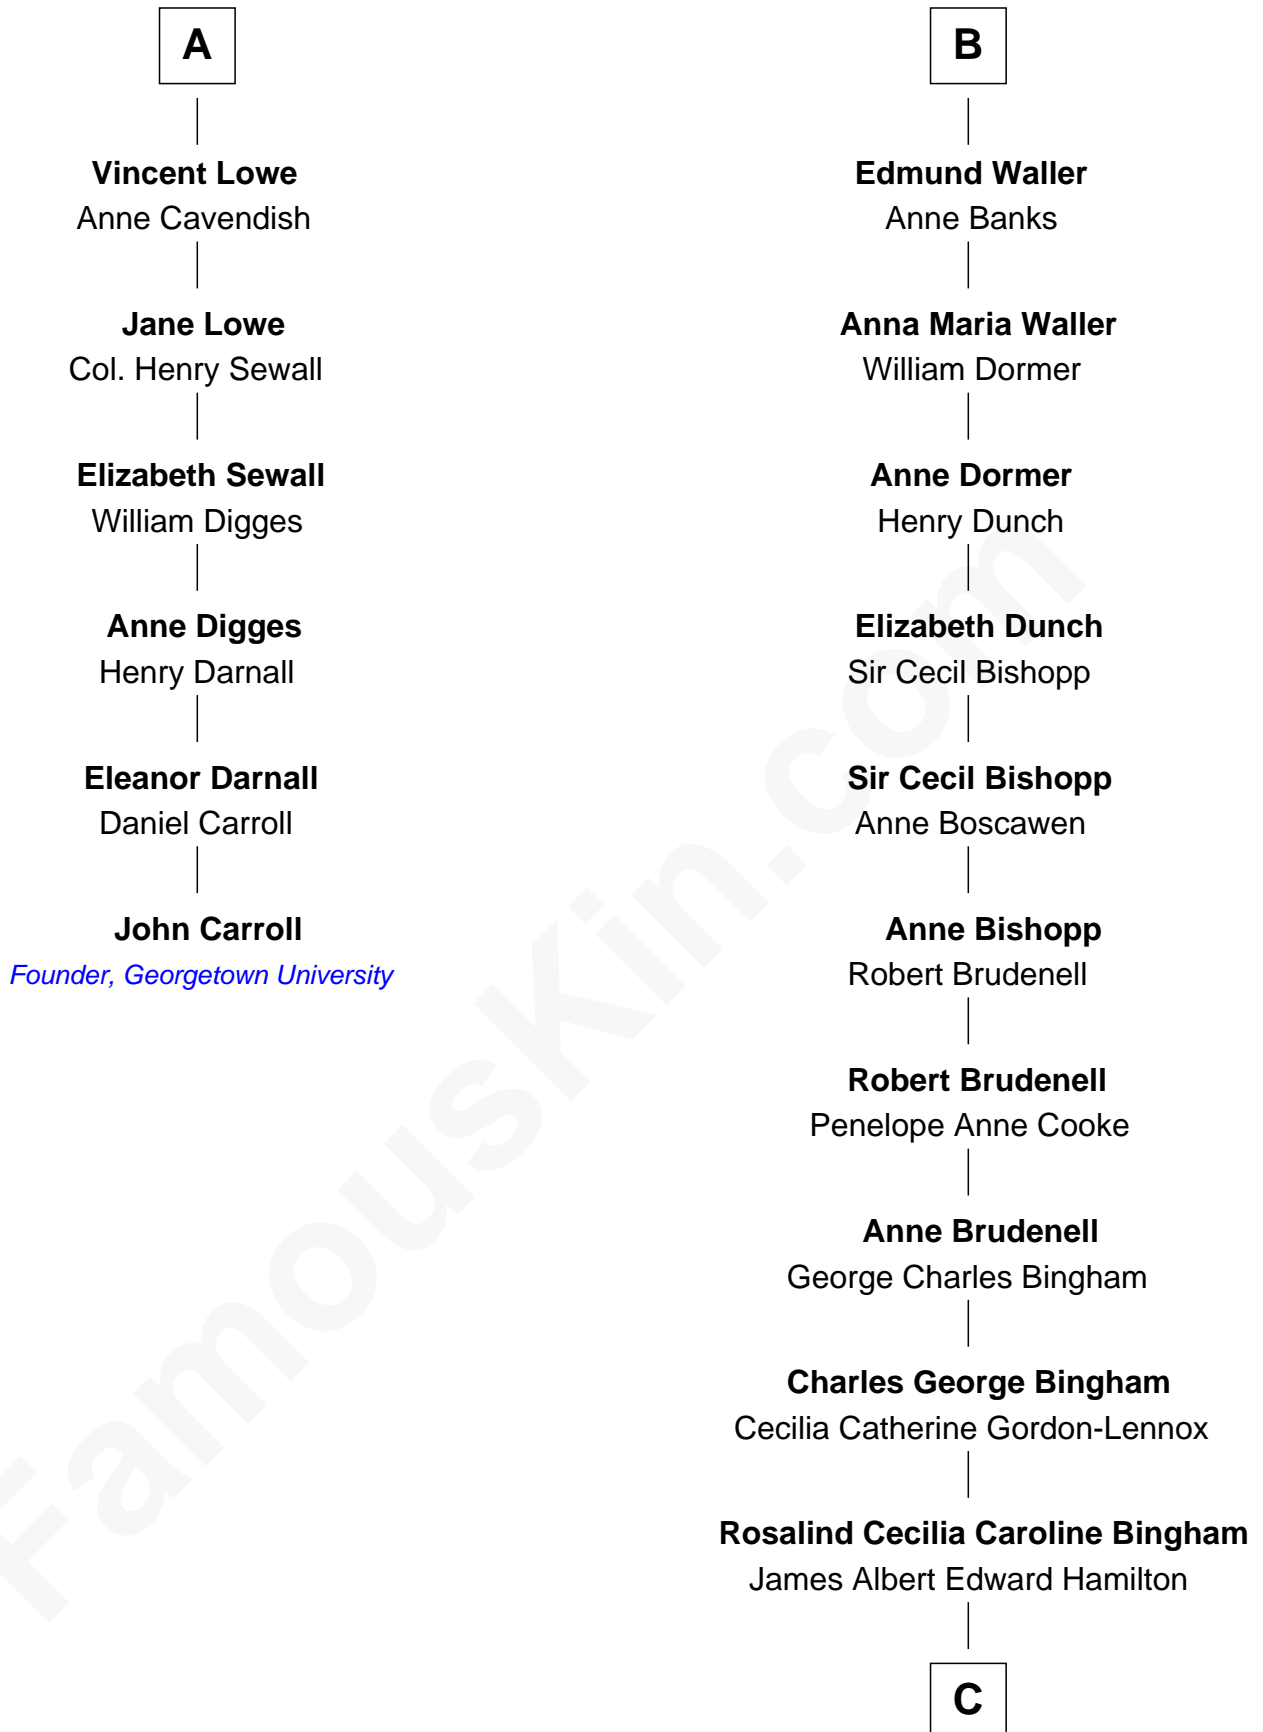 A
Vincent Lowe
Anne Cavendish
Jane Lowe
Col. Henry Sewall
Elizabeth Sewall
William Digges
Anne Digges
Henry Darnall
Eleanor Darnall
Daniel Carroll
John Carroll
Founder, Georgetown University
B
Edmund Waller
Anne Banks
Anna Maria Waller
William Dormer
Anne Dormer
Henry Dunch
Elizabeth Dunch
Sir Cecil Bishopp
Sir Cecil Bishopp
Anne Boscawen
Anne Bishopp
Robert Brudenell
Robert Brudenell
Penelope Anne Cooke
Anne Brudenell
George Charles Bingham
Charles George Bingham
Cecilia Catherine Gordon-Lennox
Rosalind Cecilia Caroline Bingham
James Albert Edward Hamilton
C
FamousKin.com